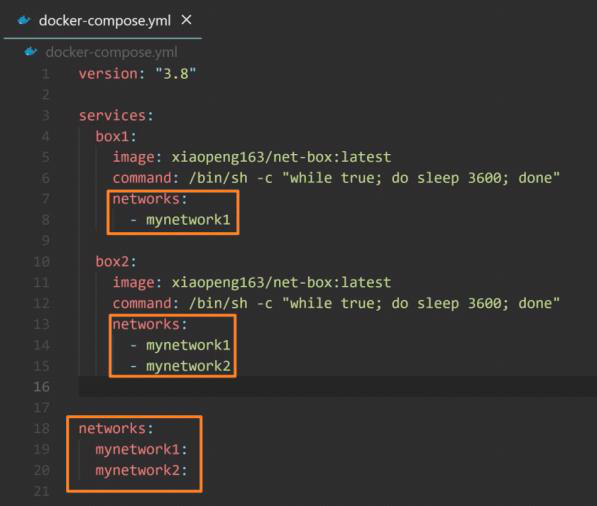 docker-compose.yml ×
docker-compose.yml
1 version: "3.8"
2
3 services:
4   box1:
5     image: xiaopeng163/net-box:latest
6     command: /bin/sh -c "while true; do sleep 3600; done"
7     networks:
8       - mynetwork1
9
10   box2:
11     image: xiaopeng163/net-box:latest
12     command: /bin/sh -c "while true; do sleep 3600; done"
13     networks:
14       - mynetwork1
15       - mynetwork2
16
17
18 networks:
19   mynetwork1:
20   mynetwork2:
21